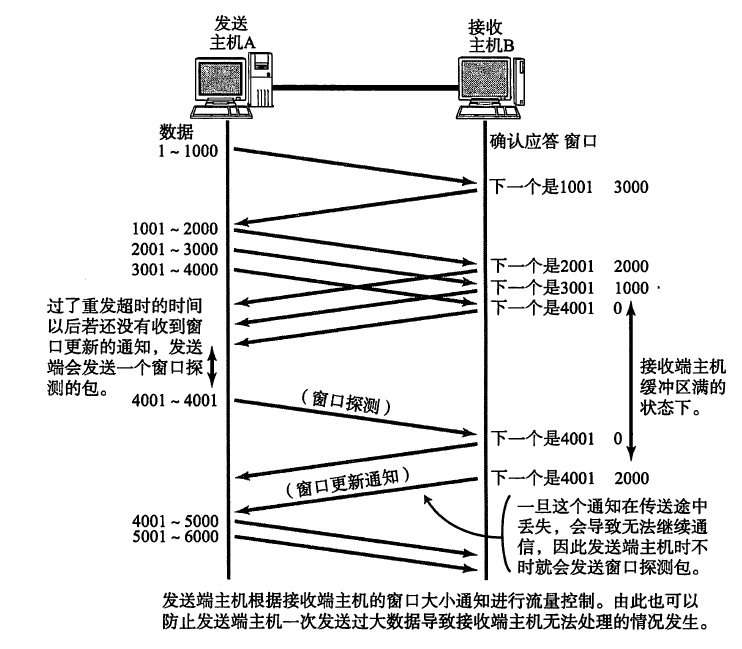 发送
主机A
接收
主机B
数据
确认应答 窗口
1～1000
下一个是1001 3000
1001～2000
2001～3000
3001～4000
下一个是2001 2000
下一个是3001 1000
下一个是4001 0
过了重发超时的时间
以后若还没有收到窗
口更新的通知，发送
端会发送一个窗口探
测的包。
接收端主机
缓冲区满的
状态下。
4001～4001
（窗口探测）
下一个是4001 0
下一个是4001 2000
（窗口更新通知）
一旦这个通知在传送途中
丢失，会导致无法继续通
信，因此发送端主机时不
时就会发送窗口探测包。
4001～5000
5001～6000
发送端主机根据接收端主机的窗口大小通知进行流量控制。由此也可以
防止发送端主机一次发送过大数据导致接收端主机无法处理的情况发生。